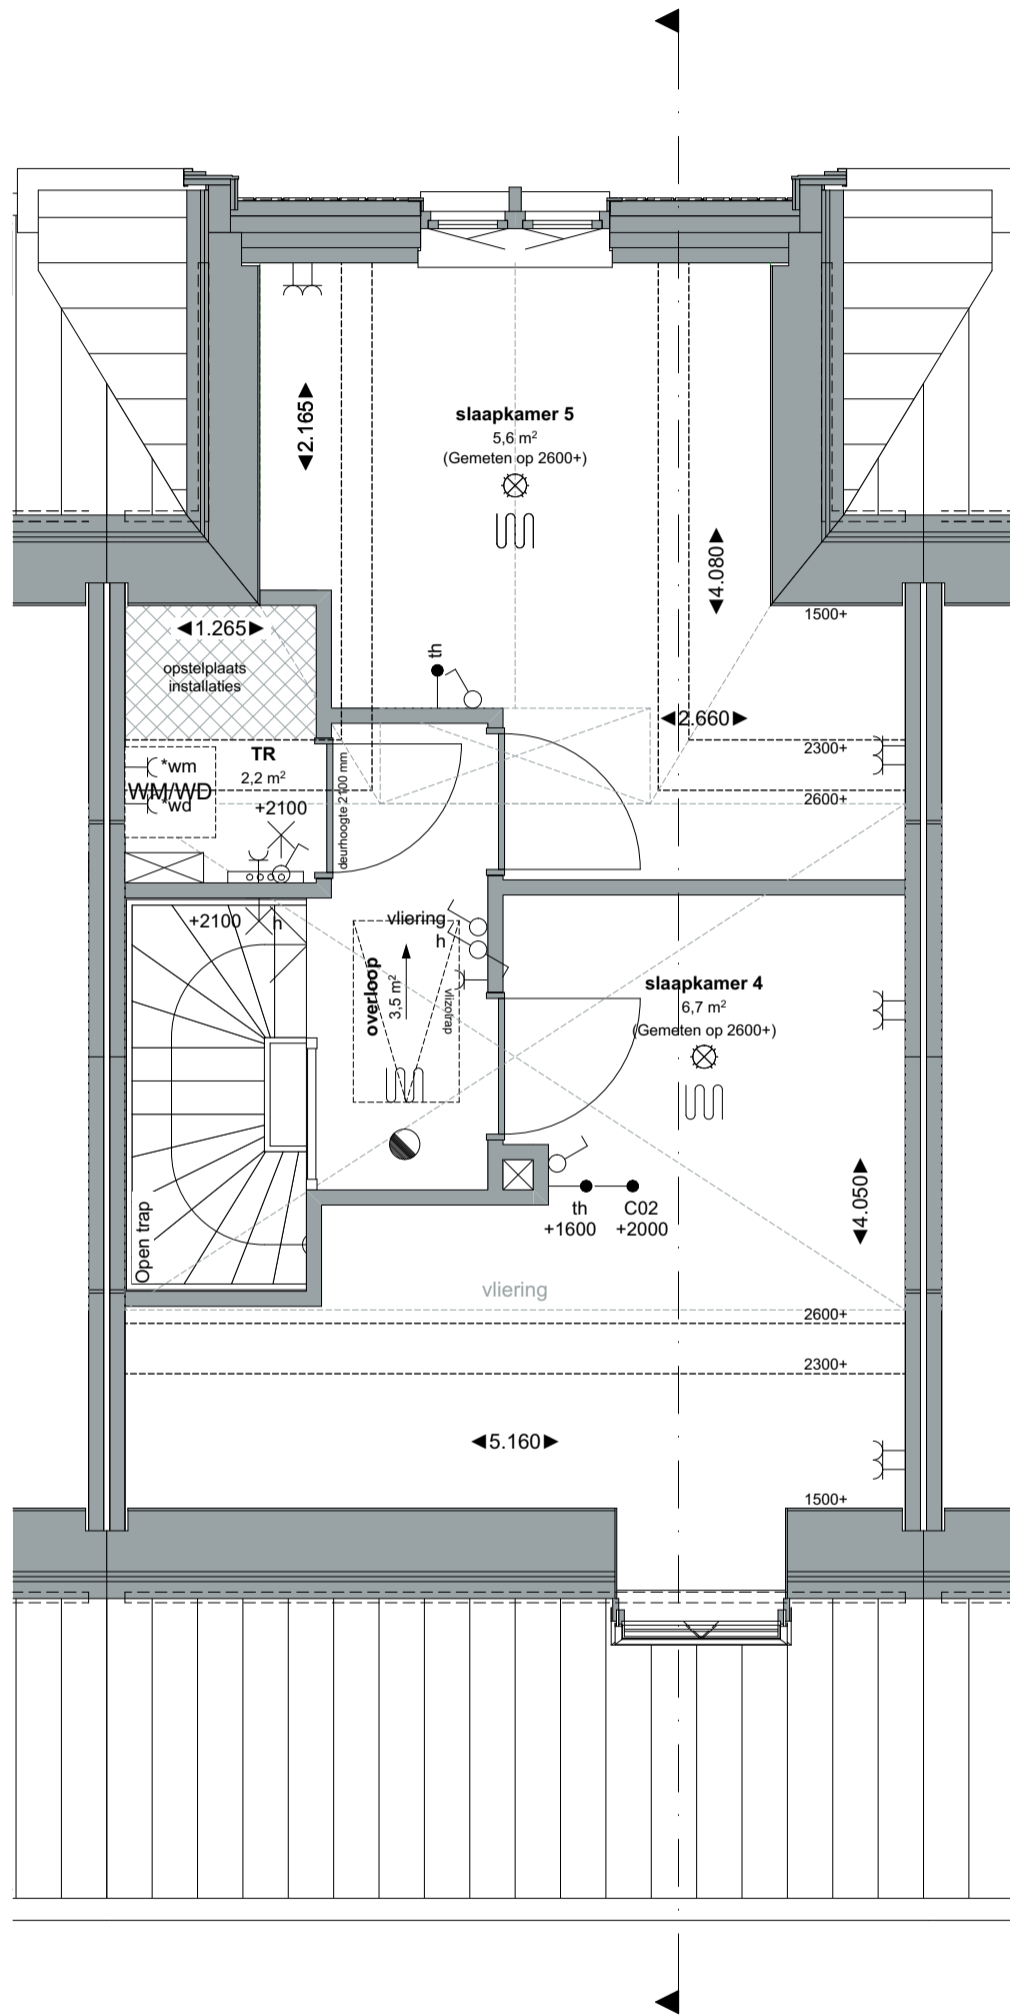 slaapkamer 5
5,6 m²
(Gemeten op 2600+)
2.165
4.080
1500+
1.265
opstelplaats
installaties
th
2.660
2300+
2600+
TR
2,2 m²
*wm
WM/WD
*wd
+2100
deurhoogte 2100 mm
+2100
h
vliering
h
overloop
3,5 m²
vlizotrap
slaapkamer 4
6,7 m²
(Gemeten op 2600+)
4.050
th
+1600
C02
+2000
Open trap
vliering
2600+
2300+
5.160
1500+